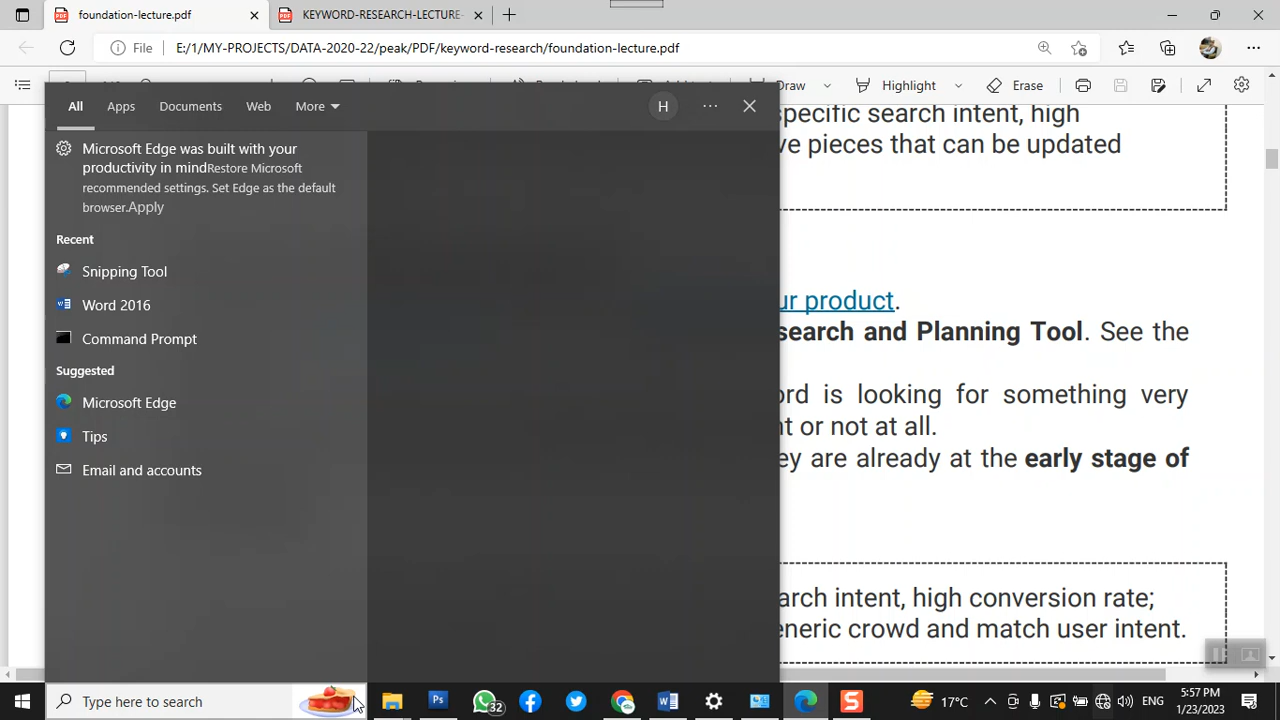 foundation-lecture.pdf
KEYWORD-RESEARCH-LECTURE-
File
E:/1/MY-PROJECTS/DATA-2020-22/peak/PDF/keyword-research/foundation-lecture.pdf
Draw
Highlight
Erase
All
Apps
Documents
Web
More
H
specific search intent, high
ve pieces that can be updated
Microsoft Edge was built with your
productivity in mindRestore Microsoft
recommended settings. Set Edge as the default
browser.Apply
Recent
Snipping Tool
Word 2016
Command Prompt
Suggested
Microsoft Edge
Tips
Email and accounts
ur product.
search and Planning Tool. See the
ord is looking for something very
nt or not at all.
ey are already at the early stage of
arch intent, high conversion rate;
eneric crowd and match user intent.
Type here to search
32
17°C
ENG
5:57 PM
1/23/2023